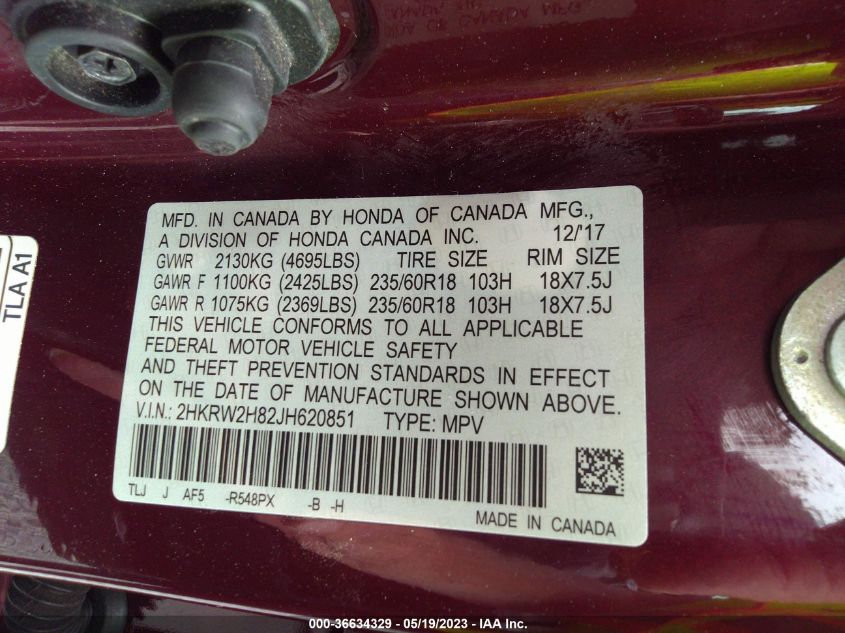 MFD. IN CANADA BY HONDA OF CANADA MFG.,
A DIVISION OF HONDA CANADA INC. 12/'17
GVWR 2130KG (4695LBS) TIRE SIZE RIM SIZE
GAWR F 1100KG (2425LBS) 235/60R18 103H 18X7.5J
GAWR R 1075KG (2369LBS) 235/60R18 103H 18X7.5J
THIS VEHICLE CONFORMS TO ALL APPLICABLE
FEDERAL MOTOR VEHICLE SAFETY
AND THEFT PREVENTION STANDARDS IN EFFECT
ON THE DATE OF MANUFACTURE SHOWN ABOVE.
V.I.N.: 2HKRW2H82JH620851 TYPE: MPV
TLJ J AF5 -R548PX -B -H
MADE IN CANADA
TLA A1
000-36634329 - 05/19/2023 - IAA Inc.